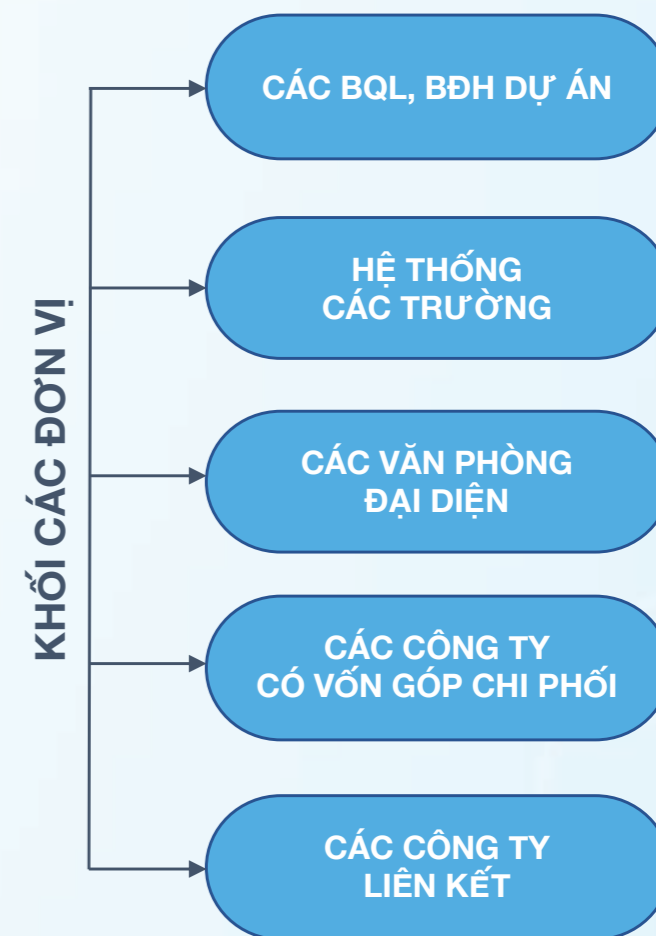 KHỐI CÁC ĐƠN VỊ
CÁC BQL, BĐH DỰ ÁN
HỆ THỐNG
CÁC TRƯỜNG
CÁC VĂN PHÒNG
ĐẠI DIỆN
CÁC CÔNG TY
CÓ VỐN GÓP CHI PHỐI
CÁC CÔNG TY
LIÊN KẾT